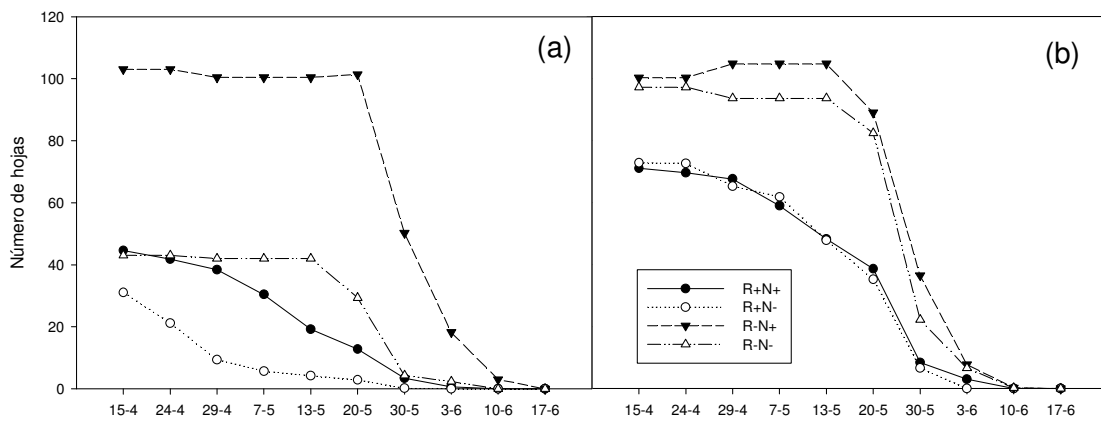 120
100
80
60
40
20
0
Número de hojas
(a)
(b)
R+N+
R+N-
R-N+
R-N-
15-4 24-4 29-4 7-5 13-5 20-5 30-5 3-6 10-6 17-6
15-4 24-4 29-4 7-5 13-5 20-5 30-5 3-6 10-6 17-6